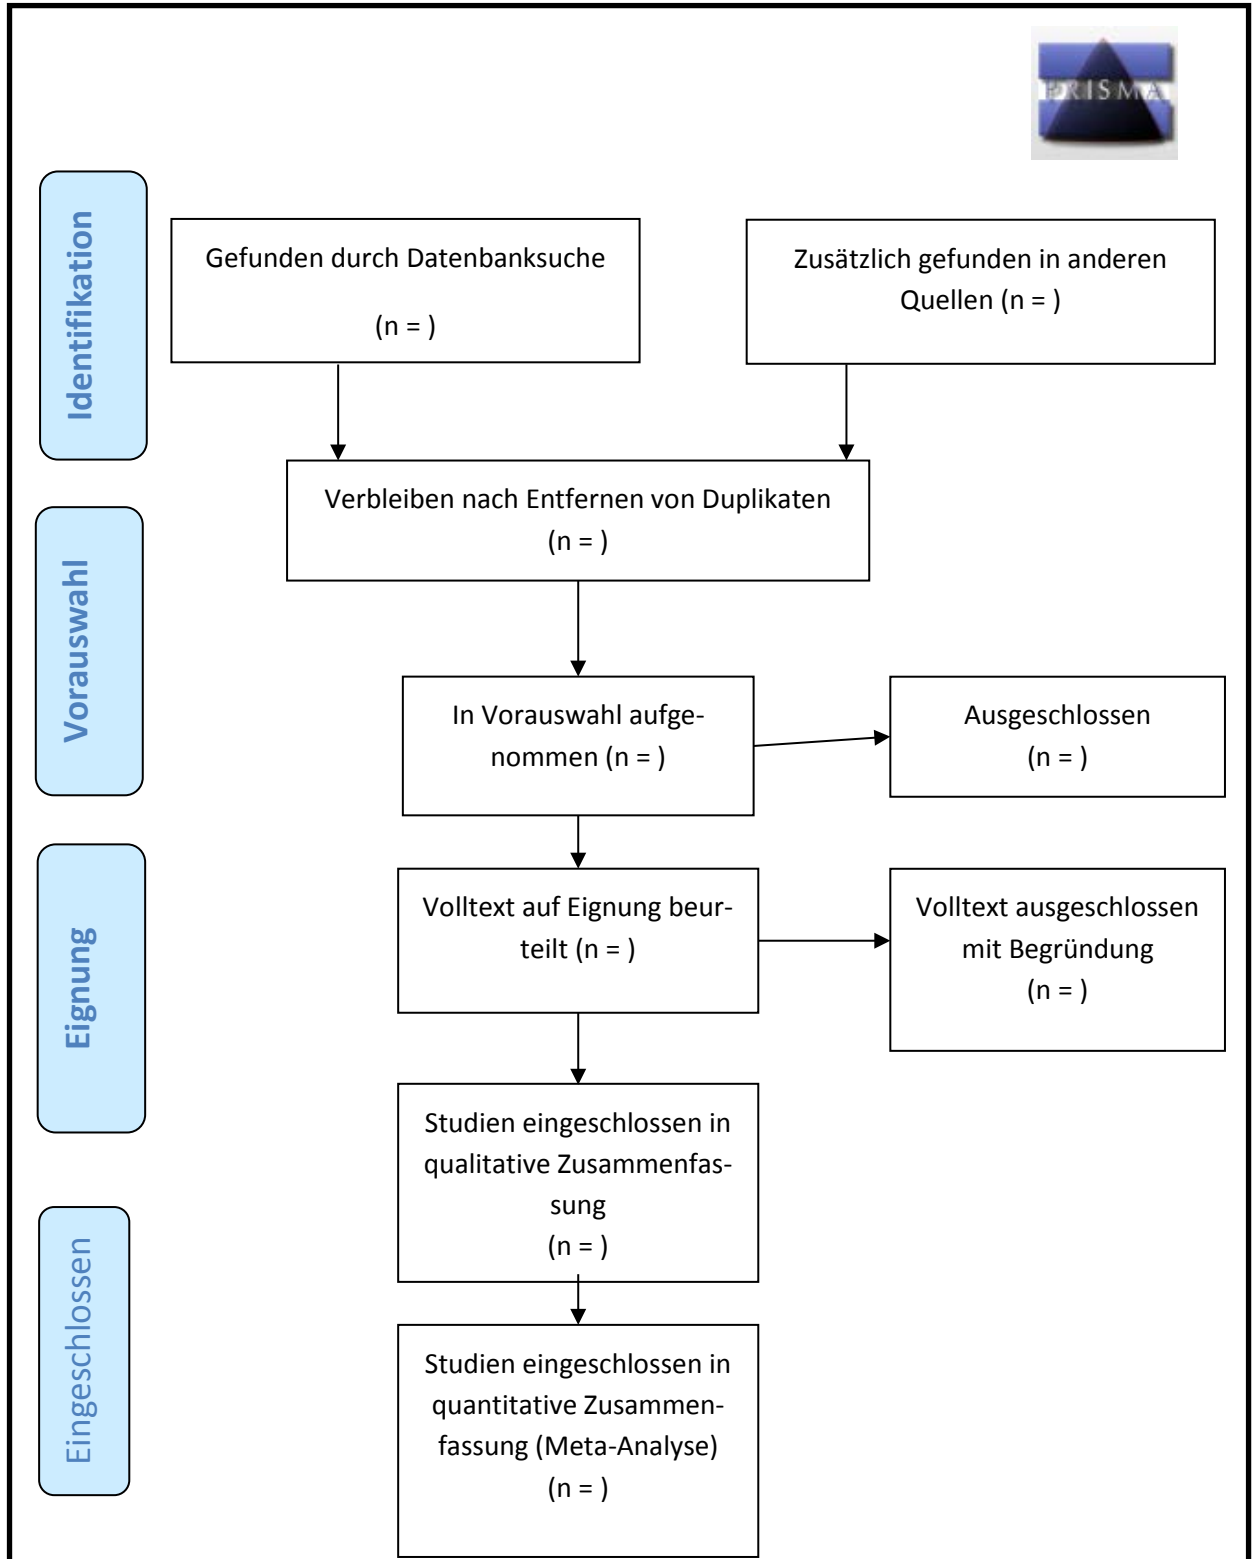 PRISMA
Identifikation
Gefunden durch Datenbanksuche
(n = )
Zusätzlich gefunden in anderen
Quellen (n = )
Verbleiben nach Entfernen von Duplikaten
(n = )
Vorauswahl
In Vorauswahl aufge-
nommen (n = )
Ausgeschlossen
(n = )
Eignung
Volltext auf Eignung beur-
teilt (n = )
Volltext ausgeschlossen
mit Begründung
(n = )
Studien eingeschlossen in
qualitative Zusammenfas-
sung
(n = )
Eingeschlossen
Studien eingeschlossen in
quantitative Zusammen-
fassung (Meta-Analyse)
(n = )